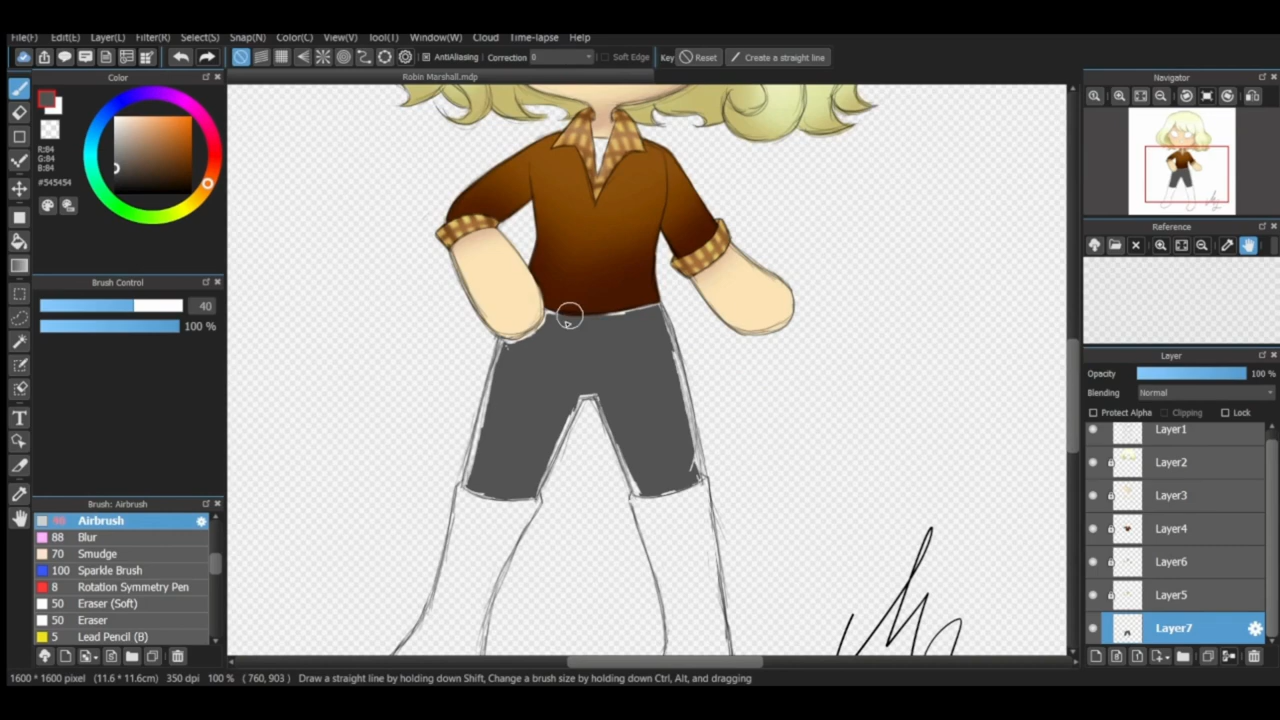 File(F) Edit(E) Layer(L) Filter(R) Select(S) Snap(N) Color(C) View(V) Tool(T) Window(W) Cloud Time-lapse Help
AntiAliasing Correction 0 Soft Edge Key Reset Create a straight line
Color
Robin Marshall.mdp
Navigator
R:84
G:84
B:84
#545454
Reference
Brush Control
40
100 %
Layer
Opacity 100 %
Blending Normal
Protect Alpha Clipping Lock
Layer1
Layer2
Layer3
Layer4
Layer6
Layer5
Layer7
Brush: Airbrush
Airbrush
88 Blur
70 Smudge
100 Sparkle Brush
8 Rotation Symmetry Pen
50 Eraser (Soft)
50 Eraser
5 Lead Pencil (B)
1600 * 1600 pixel (11.6 * 11.6cm) 350 dpi 100 % ( 760, 903 ) Draw a straight line by holding down Shift, Change a brush size by holding down Ctrl, Alt, and dragging